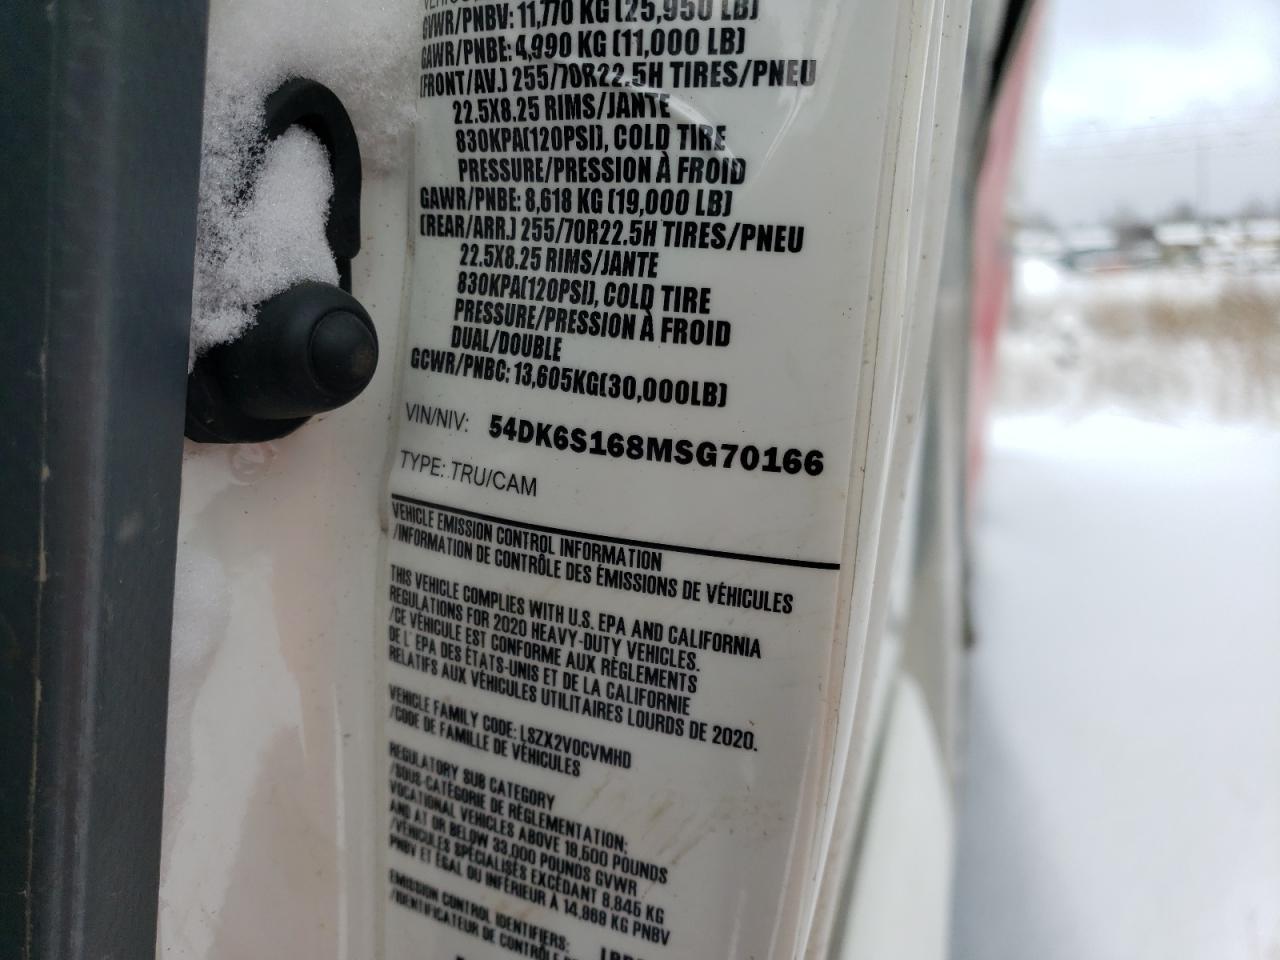 GVWR/PNBV: 11,770 KG (25,950 LB)
GAWR/PNBE: 4,990 KG (11,000 LB)
(FRONT/AV.) 255/70R22.5H TIRES/PNEU
22.5X8.25 RIMS/JANTE
830KPA(120PSI), COLD TIRE
PRESSURE/PRESSION À FROID
GAWR/PNBE: 8,618 KG (19,000 LB)
(REAR/ARR.) 255/70R22.5H TIRES/PNEU
22.5X8.25 RIMS/JANTE
830KPA(120PSI), COLD TIRE
PRESSURE/PRESSION À FROID
DUAL/DOUBLE
GCWR/PNBC: 13,605KG(30,000LB)
VIN/NIV: 54DK6S168MSG70166
TYPE: TRU/CAM
VEHICLE EMISSION CONTROL INFORMATION
/INFORMATION DE CONTRÔLE DES ÉMISSIONS DE VÉHICULES
THIS VEHICLE COMPLIES WITH U.S. EPA AND CALIFORNIA
REGULATIONS FOR 2020 HEAVY-DUTY VEHICLES.
/CE VÉHICULE EST CONFORME AUX RÈGLEMENTS
DE L' EPA DES ÉTATS-UNIS ET DE LA CALIFORNIE
RELATIFS AUX VÉHICULES UTILITAIRES LOURDS DE 2020.
VEHICLE FAMILY CODE: LSZX2VOCVMHD
/CODE DE FAMILLE DE VÉHICULES
REGULATORY SUB CATEGORY
/SOUS-CATÉGORIE DE RÉGLEMENTATION:
VOCATIONAL VEHICLES ABOVE 19,500 POUNDS
AND AT OR BELOW 33,000 POUNDS GVWR
/VÉHICULES SPÉCIALISÉS EXCÉDANT 8,845 KG
PNBV ET ÉGAL OU INFÉRIEUR À 14,969 KG PNBV
EMISSION CONTROL IDENTIFIERS:
/IDENTIFICATEUR DE CONTRÔLE